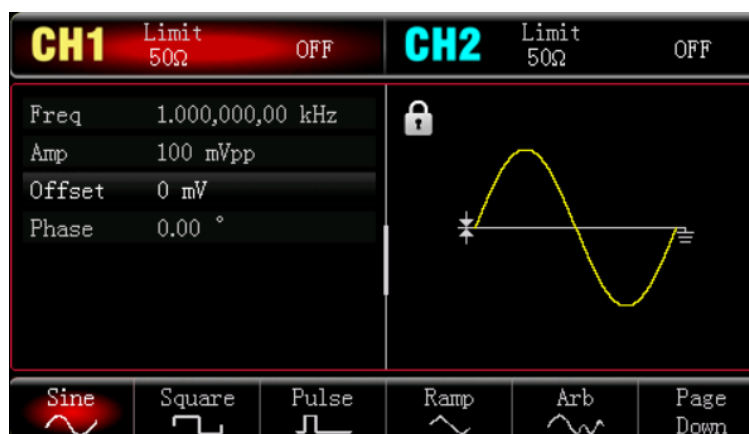 CH1 Limit 50Ω OFF
CH2 Limit 50Ω OFF
Freq 1.000,000,00 kHz
Amp 100 mVpp
Offset 0 mV
Phase 0.00 °
Sine Square Pulse Ramp Arb Page Down